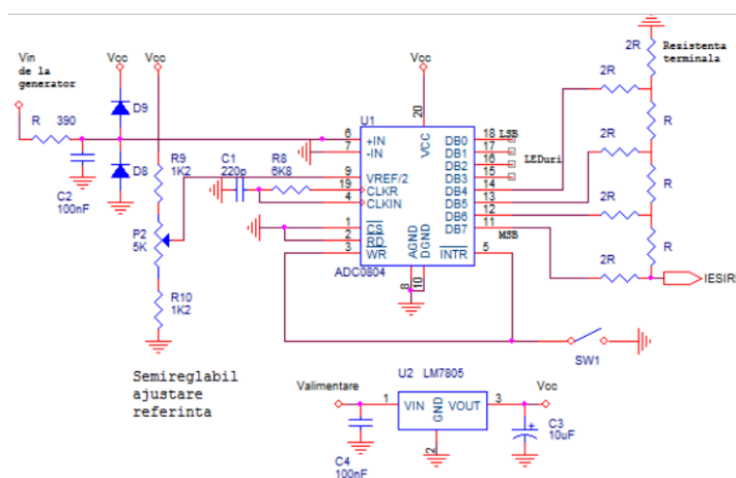 Vin
de la
generator
Vcc
Vcc
Vcc
2R
Rezistenta
terminala
R 390
D9
U1
2R
R
C2
100nF
D8
R9
1K2
C1
220p
R8
6K8
6 +IN
7 -IN
9 VREF/2
19 CLKR
4 CLKIN
1 CS
2 RD
3 WR
20
VCC
DB0 18 LSB
DB1 17
DB2 16
DB3 15
DB4 14
DB5 13
DB6 12
DB7 11 MSB
INTR 5
LEDuri
AGND
DGND
8
10
ADC0804
2R
R
2R
R
2R
IESIRE
P2
5K
R10
1K2
SW1
Semireglabil
ajustare
referinta
U2 LM7805
Valimentare
1 VIN VOUT 3
GND
2
Vcc
C4
100nF
C3
10uF